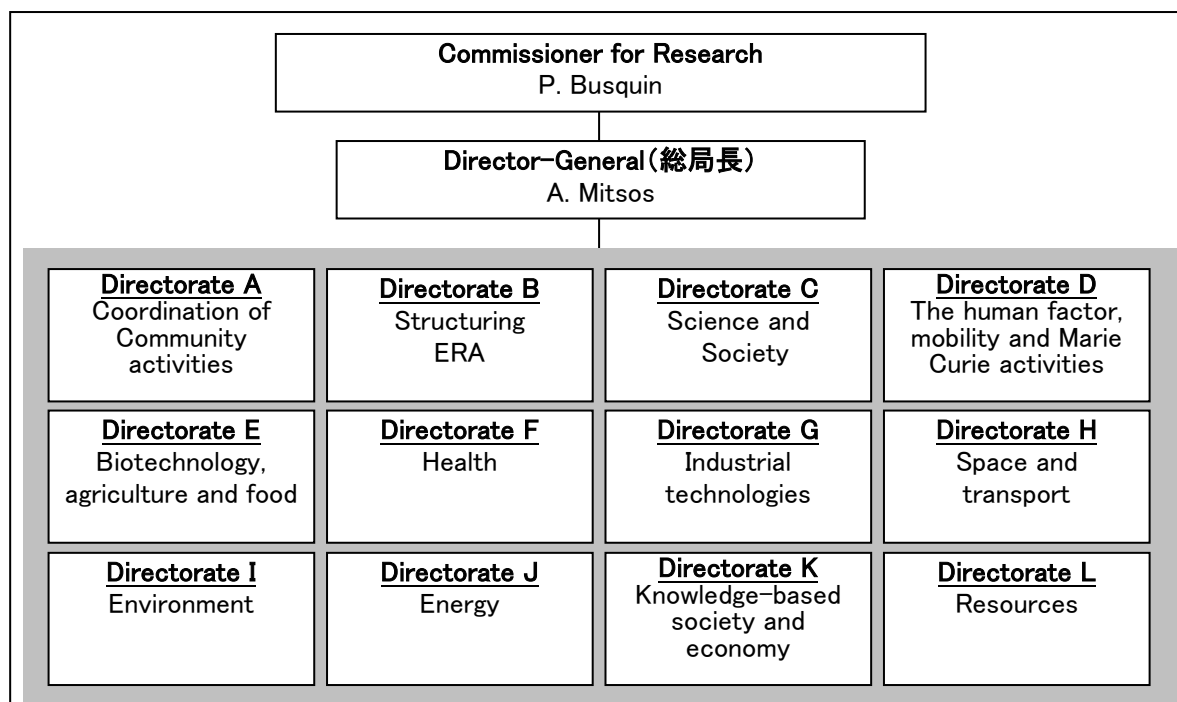 Commissioner for Research
P. Busquin
Director-General(総局長)
A. Mitsos
Directorate A
Coordination of
Community
activities
Directorate B
Structuring
ERA
Directorate C
Science and
Society
Directorate D
The human factor,
mobility and Marie
Curie activities
Directorate E
Biotechnology,
agriculture and food
Directorate F
Health
Directorate G
Industrial
technologies
Directorate H
Space and
transport
Directorate I
Environment
Directorate J
Energy
Directorate K
Knowledge-based
society and
economy
Directorate L
Resources